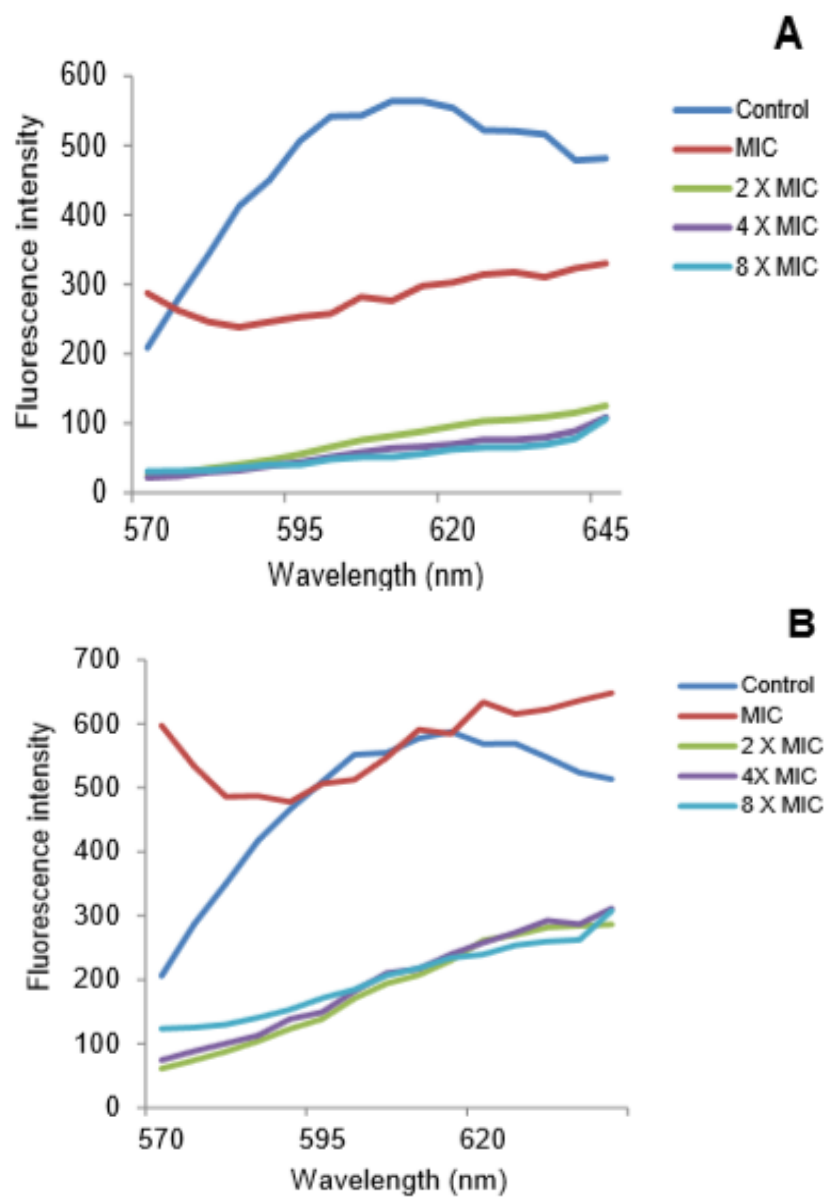 A
600
500
400
300
200
100
0
Fluorescence intensity
570 595 620 645
Wavelength (nm)
Control
MIC
2 X MIC
4 X MIC
8 X MIC
B
700
600
500
400
300
200
100
0
Fluorescence intensity
570 595 620
Wavelength (nm)
Control
MIC
2 X MIC
4X MIC
8 X MIC